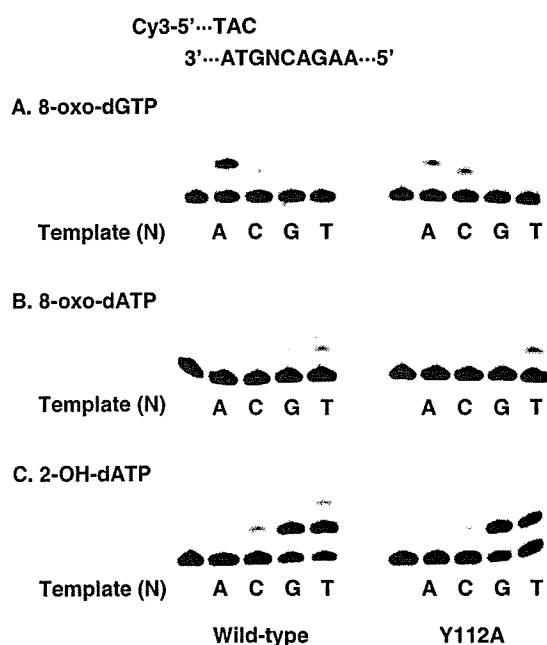 Cy3-5’···TAC
3’···ATGNCAGAA···5’
A. 8-oxo-dGTP
Template (N) A C G T A C G T
B. 8-oxo-dATP
Template (N) A C G T A C G T
C. 2-OH-dATP
Template (N) A C G T A C G T
Wild-type Y112A